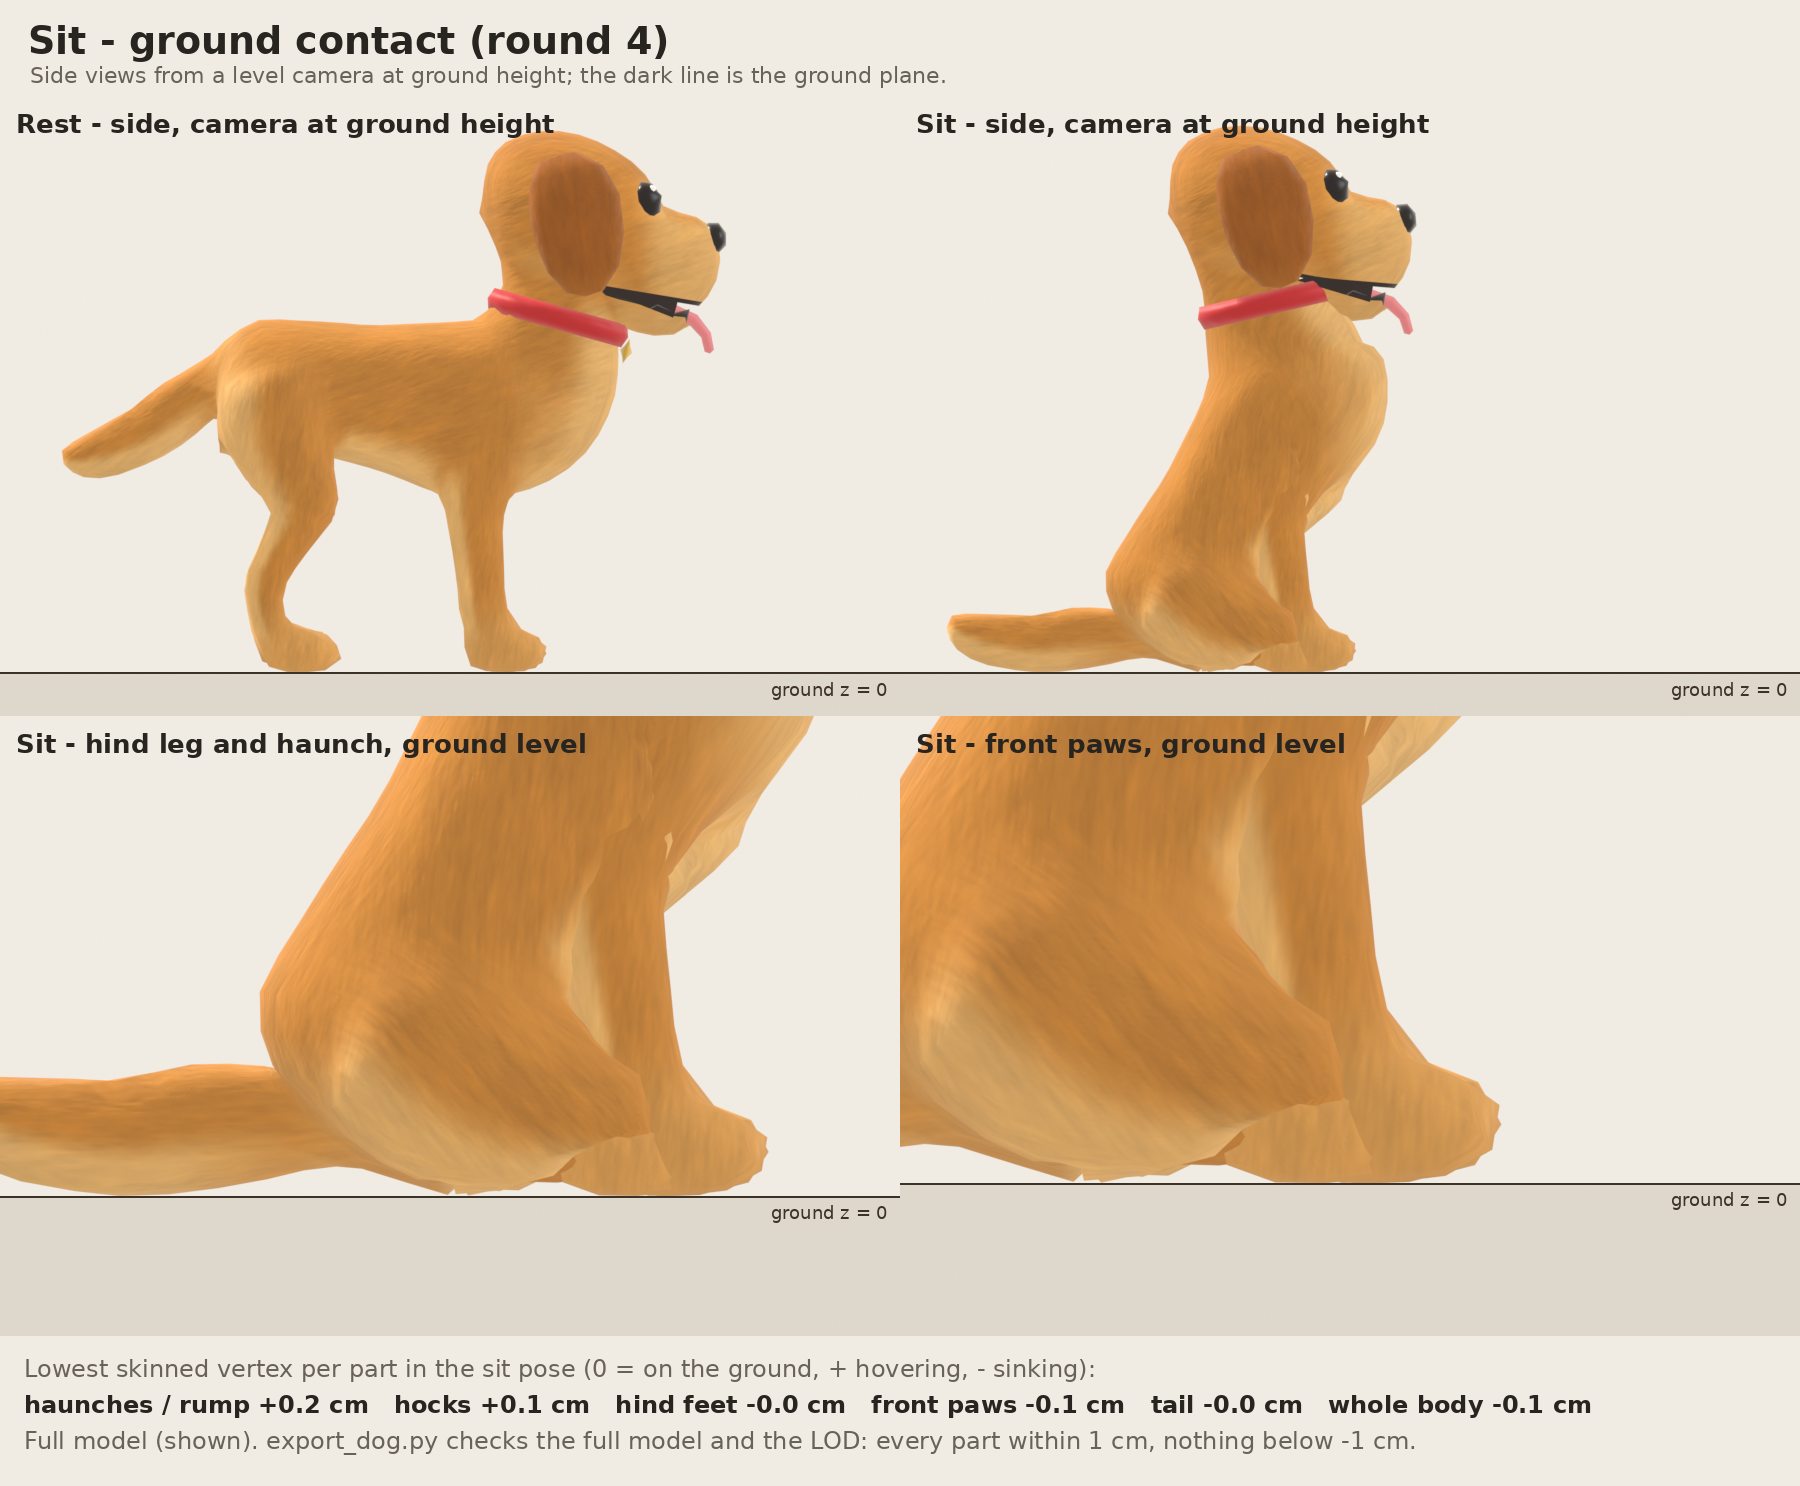 Sit - ground contact (round 4)
Side views from a level camera at ground height; the dark line is the ground plane.
Rest - side, camera at ground height
Sit - side, camera at ground height
ground z = 0
ground z = 0
Sit - hind leg and haunch, ground level
Sit - front paws, ground level
ground z = 0
ground z = 0
Lowest skinned vertex per part in the sit pose (0 = on the ground, + hovering, - sinking):
haunches / rump +0.2 cm   hocks +0.1 cm   hind feet -0.0 cm   front paws -0.1 cm   tail -0.0 cm   whole body -0.1 cm
Full model (shown). export_dog.py checks the full model and the LOD: every part within 1 cm, nothing below -1 cm.